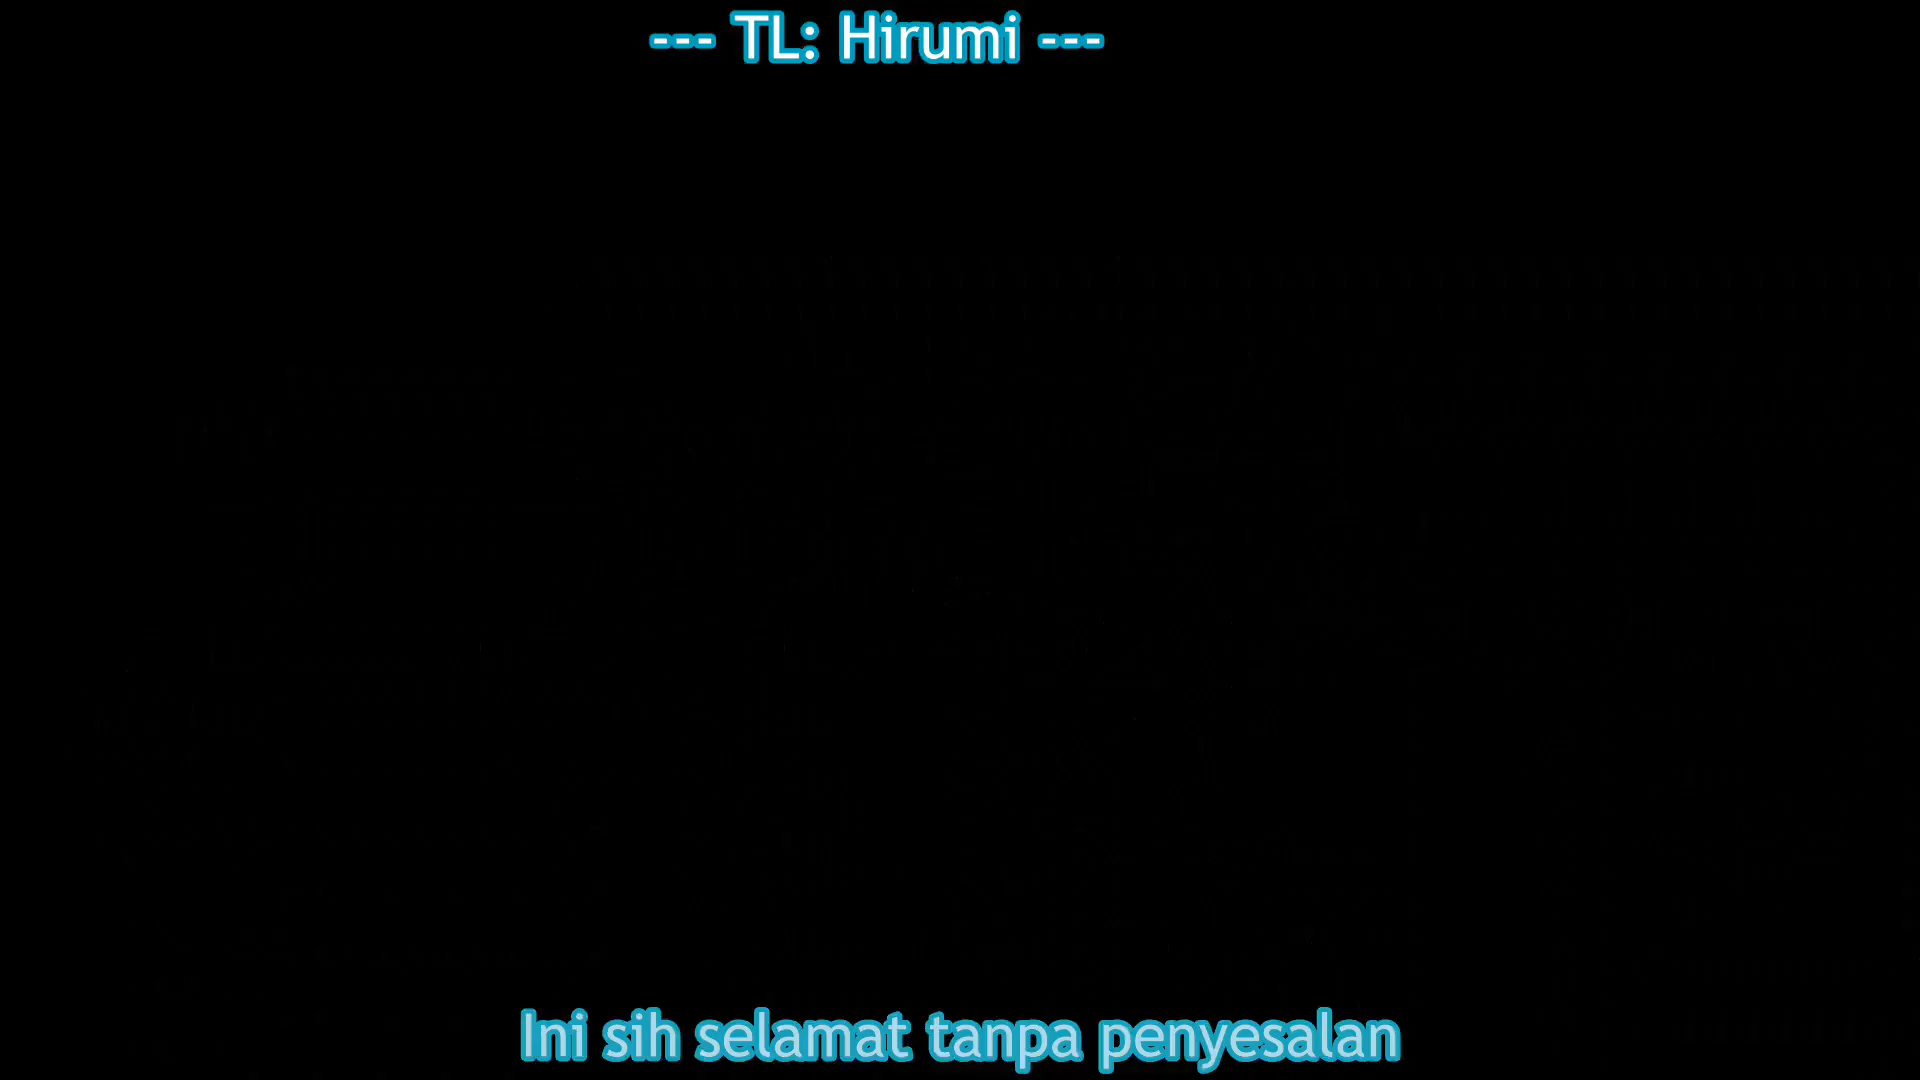 --- TL: Hirumi ---
Ini sih selamat tanpa penyesalan